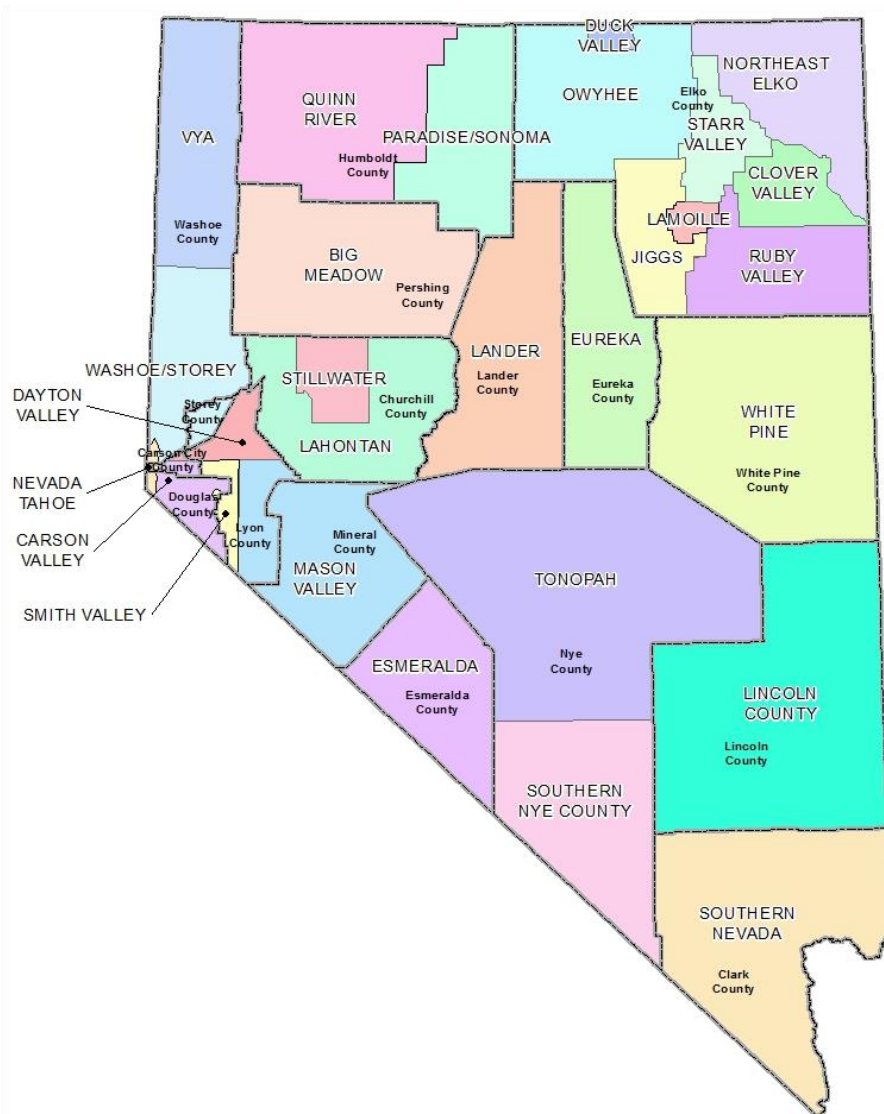 DUCK
VALLEY
NORTHEAST
ELKO
QUINN
RIVER
OWYHEE
Elko
County
STARR
VALLEY
VYA
PARADISE/SONOMA
Humboldt
County
CLOVER
VALLEY
Washoe
County
LAMOILLE
BIG
MEADOW
JIGGS
RUBY
VALLEY
Pershing
County
WASHOE/STOREY
STILLWATER
LANDER
Lander
County
EUREKA
Eureka
County
DAYTON
VALLEY
Storey
County
Churchill
County
LAHONTAN
WHITE
PINE
White Pine
County
Carson City
County
NEVADA
TAHOE
Douglas
County
CARSON
VALLEY
Lyon
County
Mineral
County
MASON
VALLEY
SMITH VALLEY
TONOPAH
Nye
County
ESMERALDA
Esmeralda
County
LINCOLN
COUNTY
Lincoln
County
SOUTHERN
NYE COUNTY
SOUTHERN
NEVADA
Clark
County